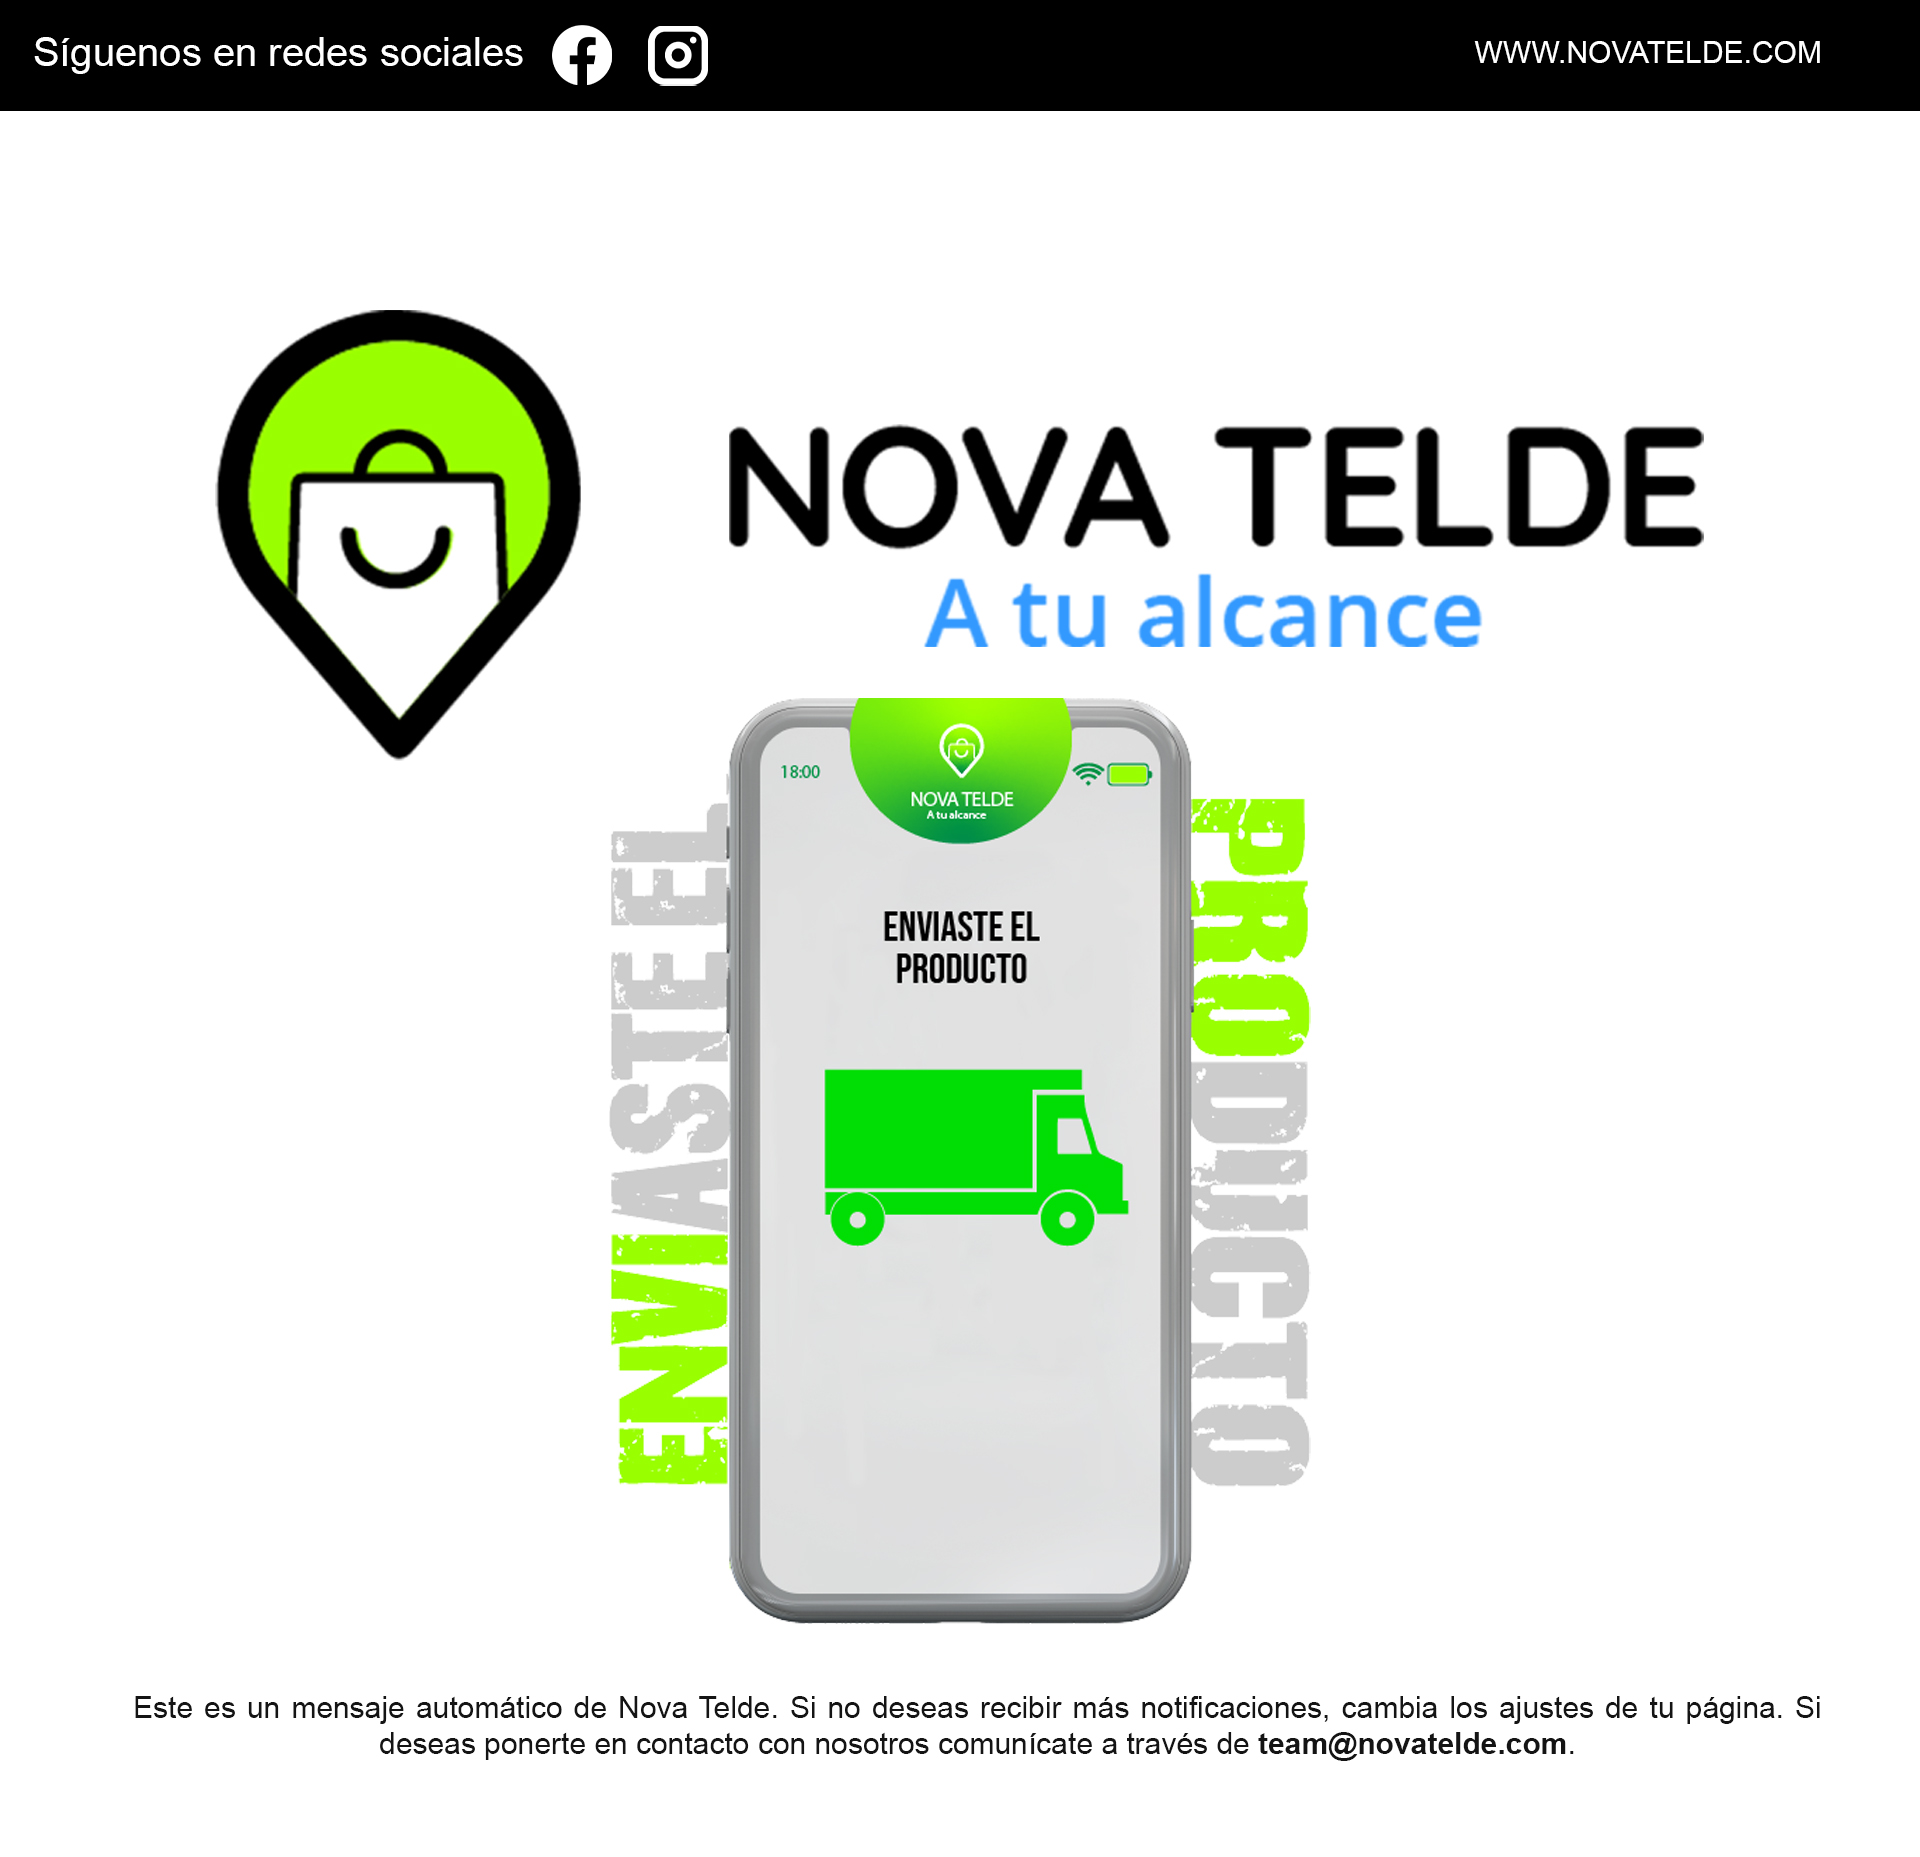 Síguenos en redes sociales
WWW.NOVATELDE.COM
NOVA TELDE
A tu alcance
18:00
NOVA TELDE
A tu alcance
ENVIASTE EL
PRODUCTO
ENVIASTE EL
PRODUCTO
Este es un mensaje automático de Nova Telde. Si no deseas recibir más notificaciones, cambia los ajustes de tu página. Si
deseas ponerte en contacto con nosotros comunícate a través de team@novatelde.com.